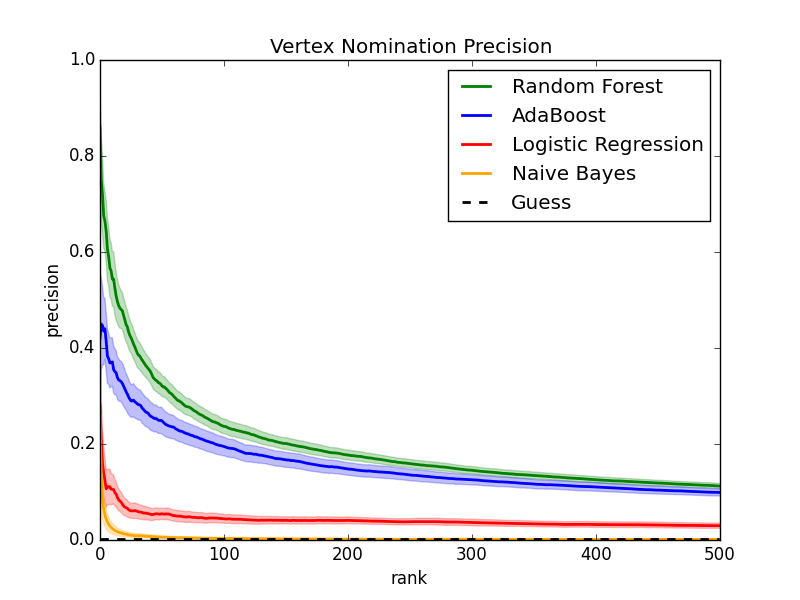 Vertex Nomination Precision
1.0
0.8
0.6
0.4
0.2
0.0
precision
Random Forest
AdaBoost
Logistic Regression
Naive Bayes
Guess
0 100 200 300 400 500
rank